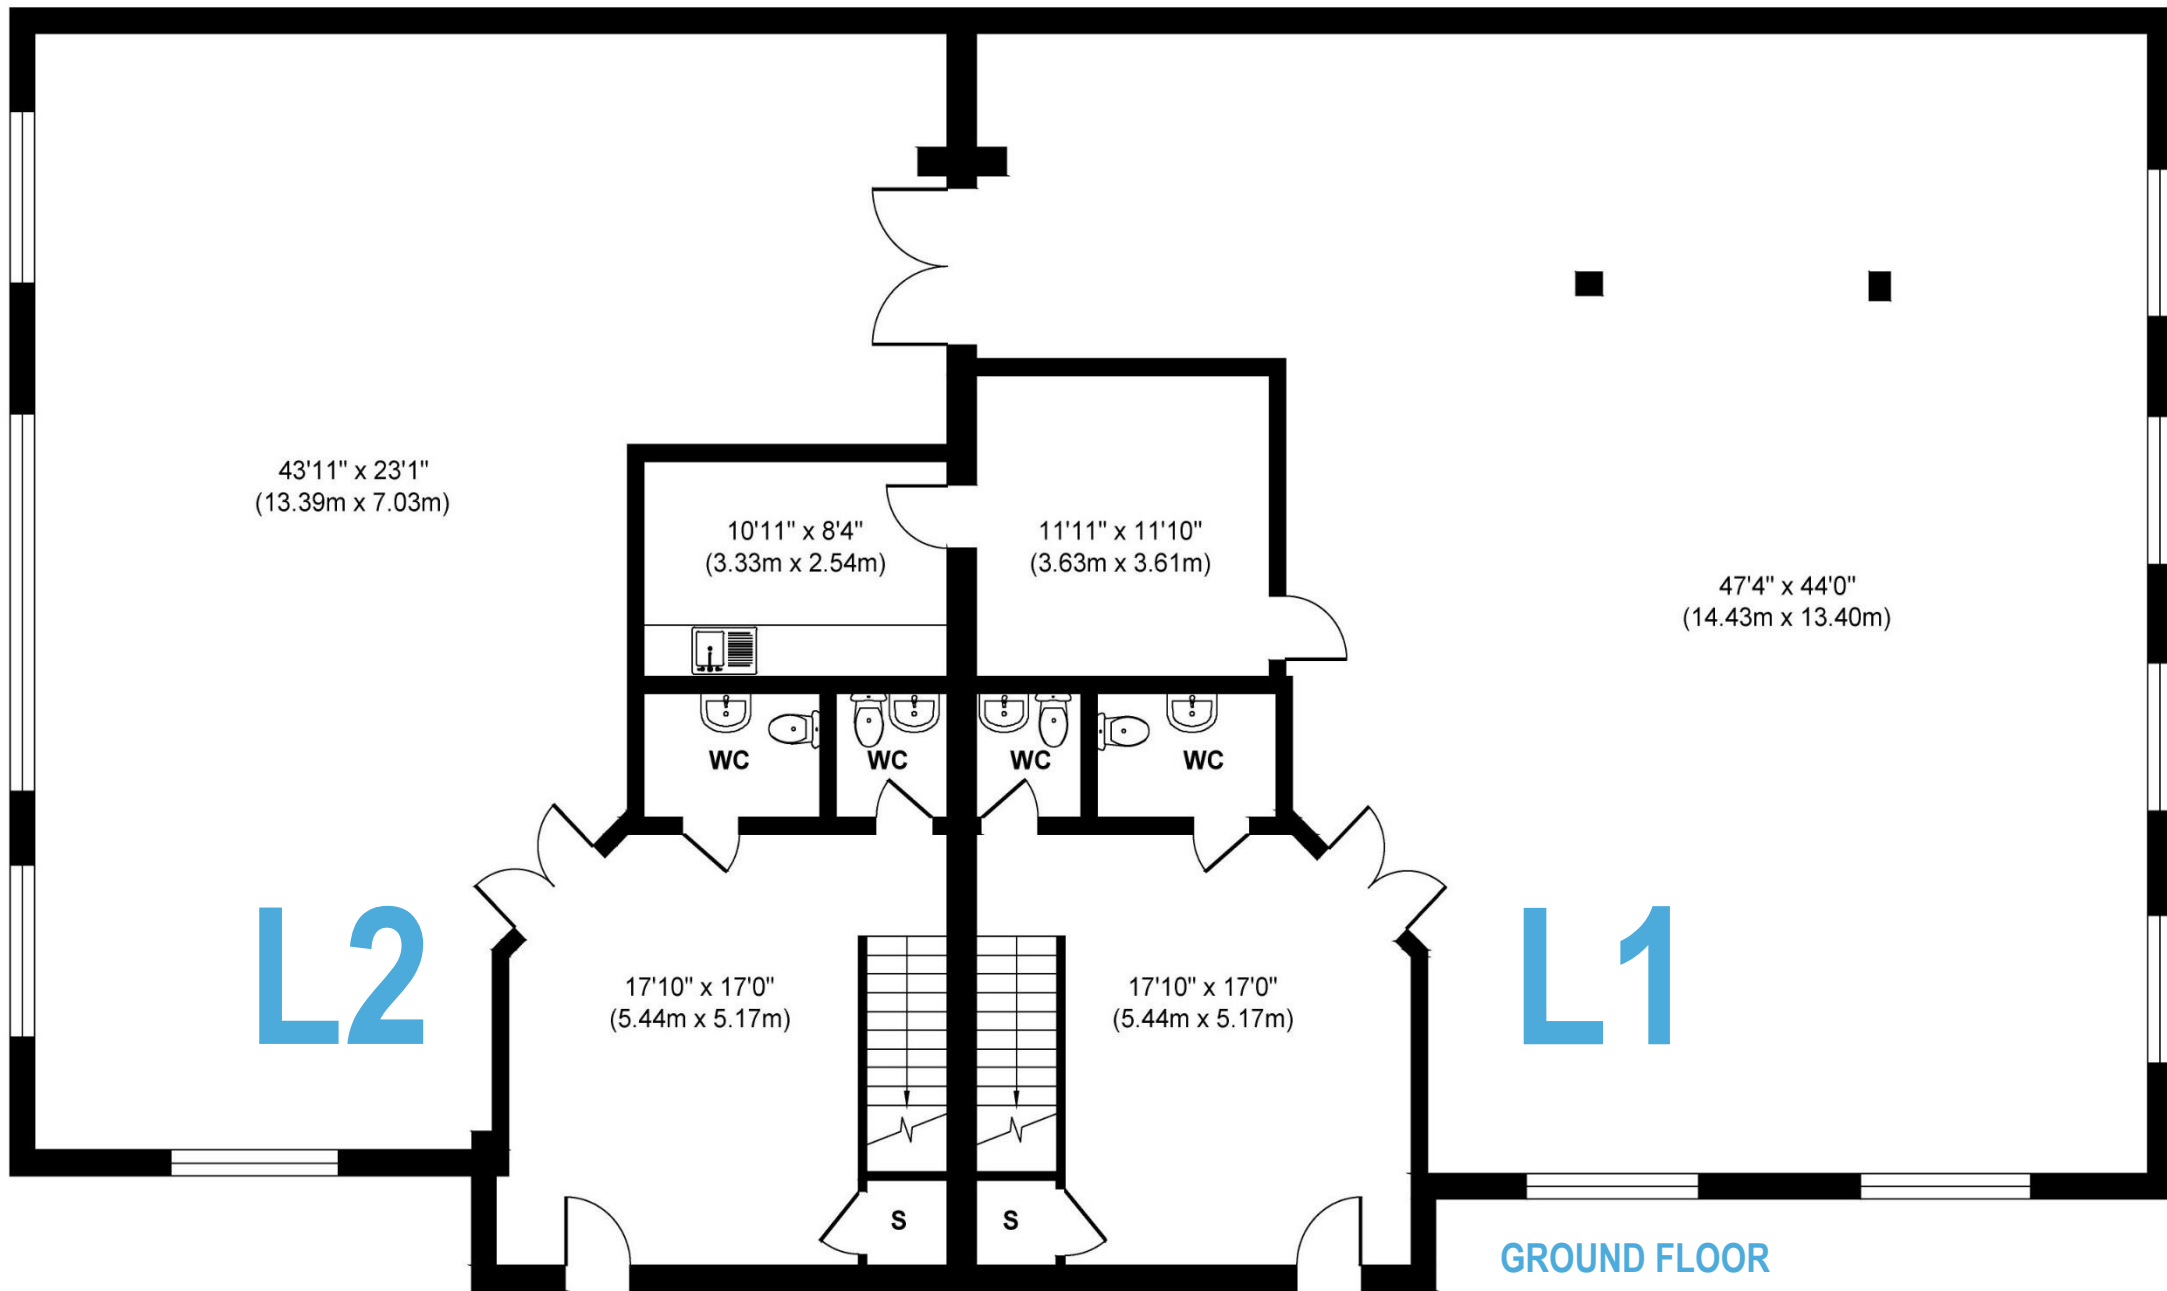 43'11" x 23'1"
(13.39m x 7.03m)
10'11" x 8'4"
(3.33m x 2.54m)
11'11" x 11'10"
(3.63m x 3.61m)
47'4" x 44'0"
(14.43m x 13.40m)
WC
WC
WC
WC
L2
17'10" x 17'0"
(5.44m x 5.17m)
17'10" x 17'0"
(5.44m x 5.17m)
L1
S
S
GROUND FLOOR